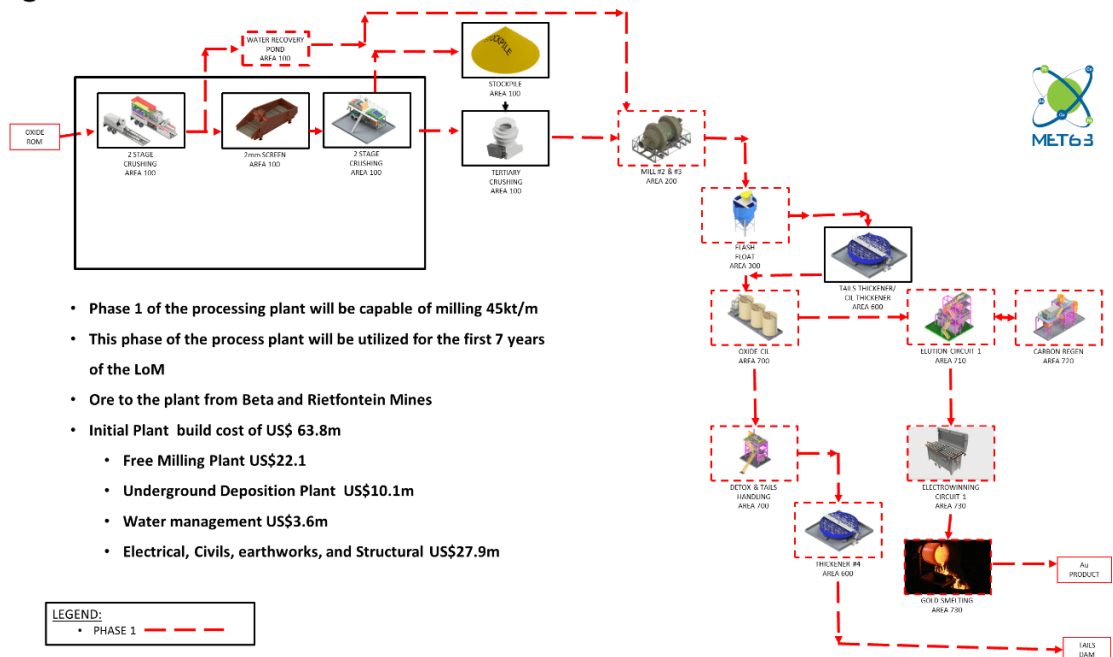 WATER RECOVERY
POND
AREA 100
STOCKPILE
STOCKPILE
AREA 100
OXIDE
ROM
2 STAGE
CRUSHING
AREA 100
2mm SCREEN
AREA 100
2 STAGE
CRUSHING
AREA 100
TERTIARY
CRUSHING
AREA 100
MILL #2 & #3
AREA 200
MET63
FLASH
FLOAT
AREA 300
TAILS THICKENER/
CIL THICKENER
AREA 600
OXIDE CIL
AREA 700
ELUTION CIRCUIT 1
AREA 710
CARBON REGEN
AREA 720
• Phase 1 of the processing plant will be capable of milling 45kt/m
• This phase of the process plant will be utilized for the first 7 years
of the LoM
• Ore to the plant from Beta and Rietfontein Mines
• Initial Plant build cost of US$ 63.8m
• Free Milling Plant US$22.1
• Underground Deposition Plant US$10.1m
• Water management US$3.6m
• Electrical, Civils, earthworks, and Structural US$27.9m
DETOX & TAILS
HANDLING
AREA 700
ELECTROWINNING
CIRCUIT 1
AREA 730
THICKENER #4
AREA 600
GOLD SMELTING
AREA 730
Au
PRODUCT
TAILS
DAM
LEGEND:
• PHASE 1